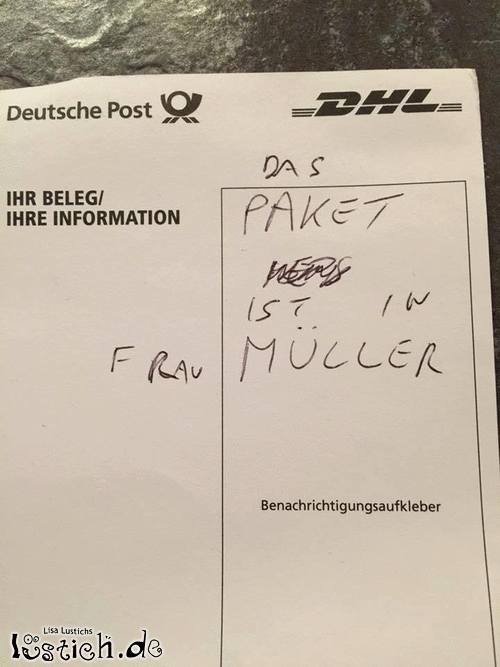 Deutsche Post
DHL
IHR BELEG/
IHRE INFORMATION
DAS
PAKET
IST IN
FRAU MÜLLER
Benachrichtigungsaufkleber
Lisa Lustichs
lustich.de